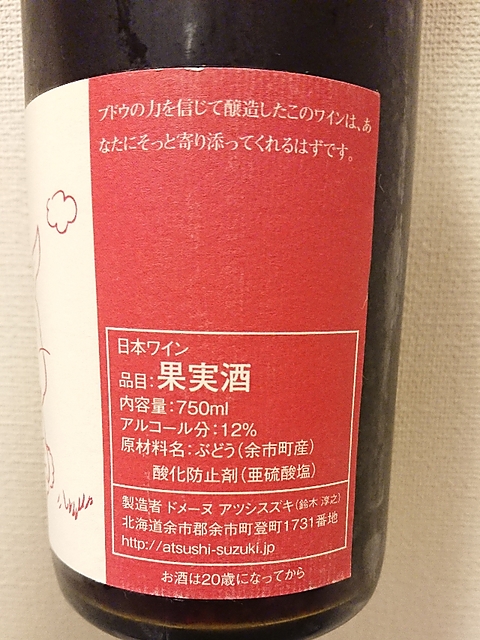 ブドウの力を信じて醸造したこのワインは、あ
なたにそっと寄り添ってくれるはずです。
日本ワイン
品目：果実酒
内容量：750ml
アルコール分：12%
原材料名：ぶどう（余市町産）
酸化防止剤（亜硫酸塩）
製造者 ドメーヌ アツシスズキ（鈴木 淳之）
北海道余市郡余市町登町1731番地
http://atsushi-suzuki.jp
お酒は20歳になってから